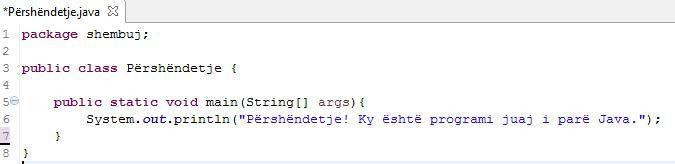 *Përshëndetje.java
1 package shembuj;
2
3 public class Përshëndetje {
4
5 public static void main(String[] args){
6 System.out.println("Përshëndetje! Ky është programi juaj i parë Java.");
7 }
8 }